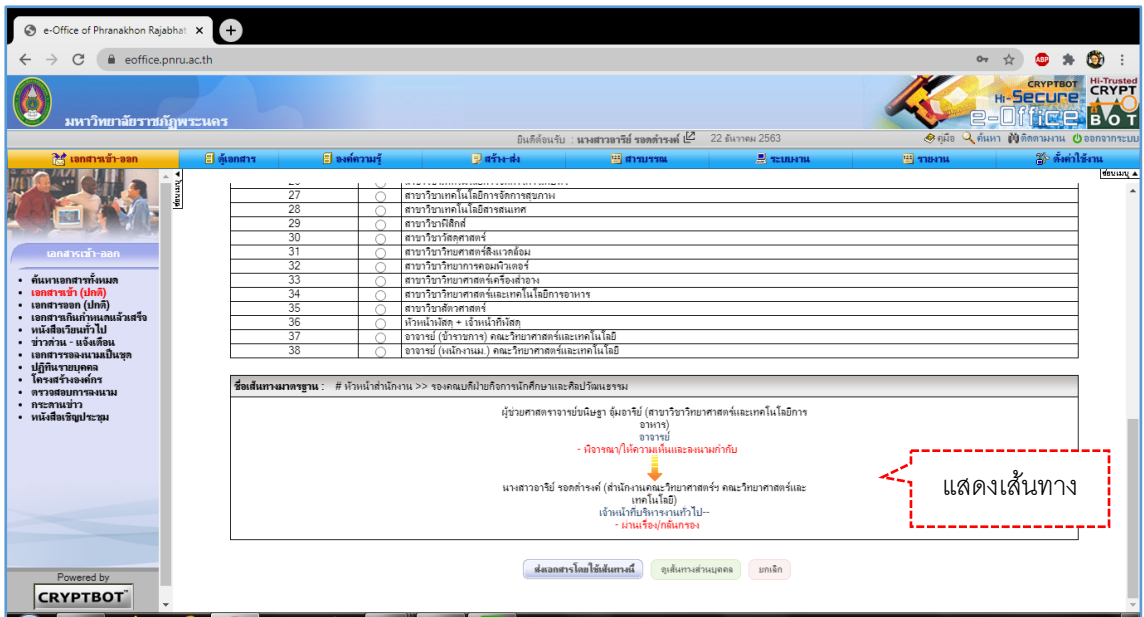 e-Office of Phranakhon Rajabhat
eoffice.pnru.ac.th
มหาวิทยาลัยราชภัฏพระนคร
CRYPTBOT
Hi-Secure
e-Office
Hi-Trusted
CRYPT
BOT
ยินดีต้อนรับ : นางสาวอารีย์ รอดดำรงค์ 22 ธันวาคม 2563
คู่มือ ค้นหา ติดตามงาน ออกจากระบบ
เอกสารเข้า-ออก ตู้เอกสาร องค์ความรู้ สร้าง-ส่ง สารบรรณ ระบบงาน รายงาน ตั้งค่าใช้งาน
ซ่อนเมนู
ซ่อนเมนู
27 สาขาวิชาเทคโนโลยีการจัดการสุขภาพ
28 สาขาวิชาเทคโนโลยีสารสนเทศ
29 สาขาวิชาฟิสิกส์
30 สาขาวิชาวัสดุศาสตร์
31 สาขาวิชาวิทยาศาสตร์สิ่งแวดล้อม
32 สาขาวิชาวิทยาการคอมพิวเตอร์
33 สาขาวิชาวิทยาศาสตร์เครื่องสำอาง
34 สาขาวิชาวิทยาศาสตร์และเทคโนโลยีการอาหาร
35 สาขาวิชาสัตวศาสตร์
36 หัวหน้าพัสดุ + เจ้าหน้าที่พัสดุ
37 อาจารย์ (ข้าราชการ) คณะวิทยาศาสตร์และเทคโนโลยี
38 อาจารย์ (พนักงานม.) คณะวิทยาศาสตร์และเทคโนโลยี
เอกสารเข้า-ออก
ค้นหาเอกสารทั้งหมด
เอกสารเข้า (ปกติ)
เอกสารออก (ปกติ)
เอกสารเกินกำหนดแล้วเสร็จ
หนังสือเวียนทั่วไป
ข่าวด่วน - แจ้งเตือน
เอกสารรอลงนามเป็นชุด
ปฏิทินรายบุคคล
โครงสร้างองค์กร
ตรวจสอบการลงนาม
กระดานข่าว
หนังสือเชิญประชุม
ชื่อเส้นทางมาตรฐาน : # หัวหน้าสำนักงาน >> รองคณบดีฝ่ายกิจการนักศึกษาและศิลปวัฒนธรรม
ผู้ช่วยศาสตราจารย์ขนิษฐา อุ้มอารีย์ (สาขาวิชาวิทยาศาสตร์และเทคโนโลยีการ
อาหาร)
อาจารย์
- พิจารณา/ให้ความเห็นและลงนามกำกับ
นางสาวอารีย์ รอดดำรงค์ (สำนักงานคณะวิทยาศาสตร์ฯ คณะวิทยาศาสตร์และ
เทคโนโลยี)
เจ้าหน้าที่บริหารงานทั่วไป--
- ผ่านเรื่อง/กลั่นกรอง
แสดงเส้นทาง
ส่งเอกสารโดยใช้เส้นทางนี้ ดูเส้นทางส่วนบุคคล ยกเลิก
Powered by
CRYPTBOT